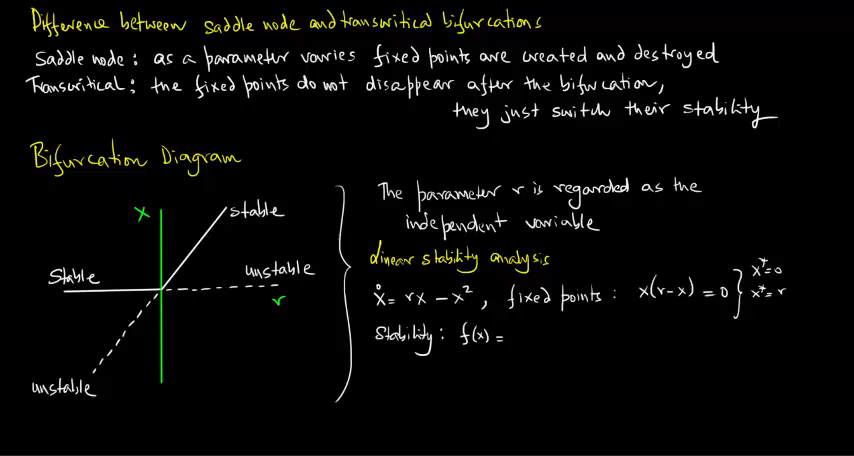 Difference between saddle node and transcritical bifurcations
Saddle node: as a parameter varies fixed points are created and destroyed
Transcritical: the fixed points do not disappear after the bifurcation,
they just switch their stability
Bifurcation Diagram
x
stable
Stable
unstable
r
unstable
The parameter r is regarded as the
independent variable
Linear stability analysis
ẋ = rx − x², fixed points: x(r−x) = 0 } x*=0
x*=r
Stability: f(x) =